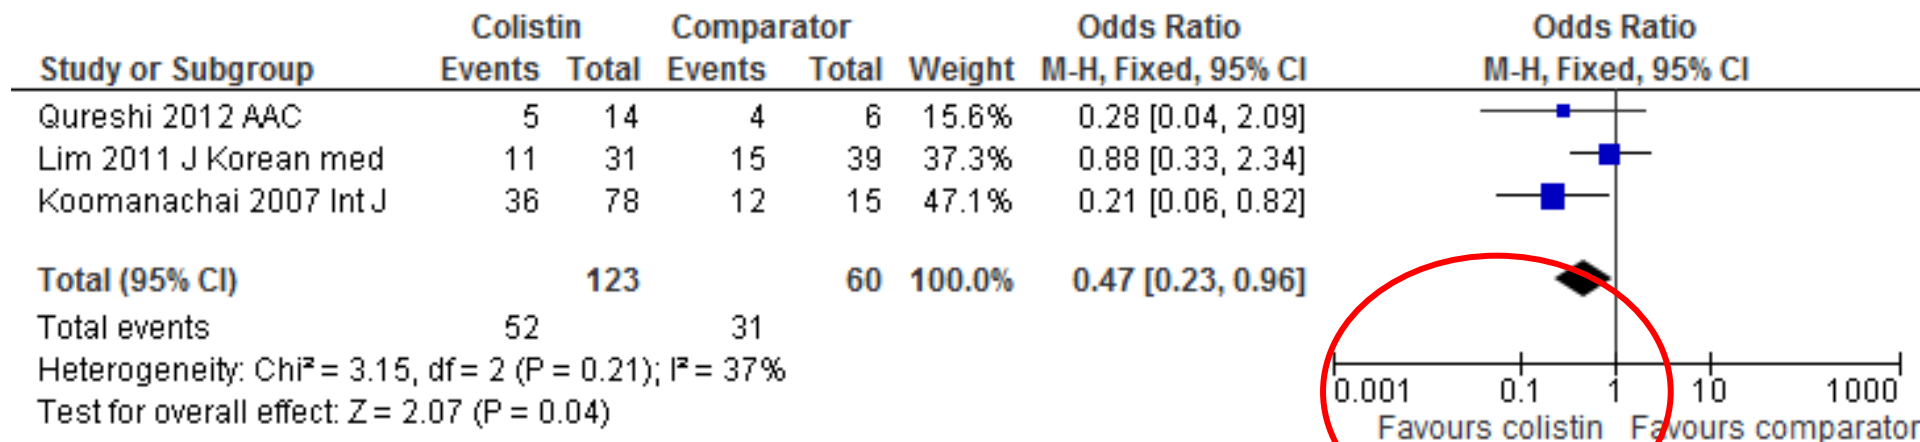 Colistin Comparator Odds Ratio Odds Ratio
Study or Subgroup Events Total Events Total Weight M-H, Fixed, 95% CI M-H, Fixed, 95% CI
Qureshi 2012 AAC 5 14 4 6 15.6% 0.28 [0.04, 2.09]
Lim 2011 J Korean med 11 31 15 39 37.3% 0.88 [0.33, 2.34]
Koomanachai 2007 Int J 36 78 12 15 47.1% 0.21 [0.06, 0.82]
Total (95% CI) 123 60 100.0% 0.47 [0.23, 0.96]
Total events 52 31
Heterogeneity: Chi² = 3.15, df = 2 (P = 0.21); I² = 37%
Test for overall effect: Z = 2.07 (P = 0.04)
0.001 0.1 1 10 1000
Favours colistin Favours comparator